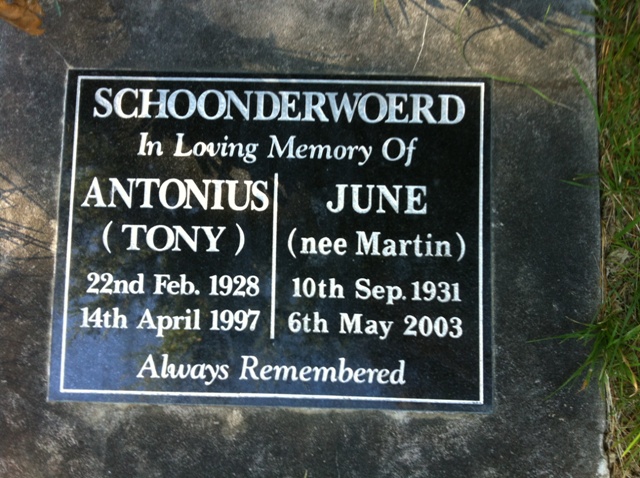 SCHOONDERWOERD
In Loving Memory Of
ANTONIUS
(TONY)
22nd Feb. 1928
14th April 1997
JUNE
(nee Martin)
10th Sep. 1931
6th May 2003
Always Remembered